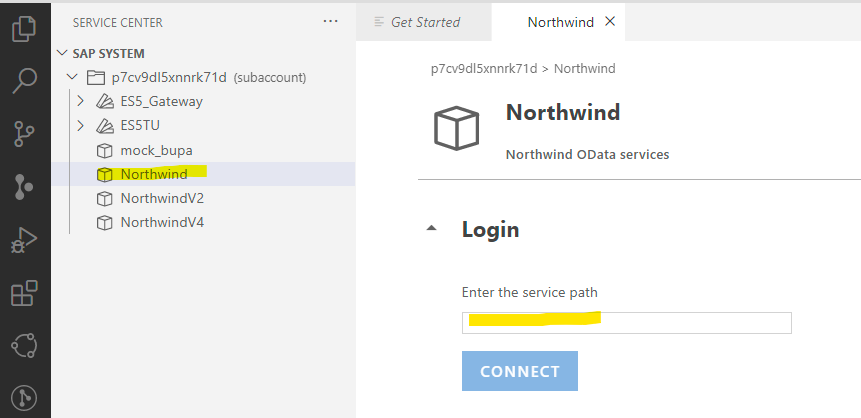 SERVICE CENTER ...
SAP SYSTEM
p7cv9dl5xnnrk71d (subaccount)
ES5_Gateway
ES5TU
mock_bupa
Northwind
NorthwindV2
NorthwindV4
Get Started
Northwind
p7cv9dl5xnnrk71d > Northwind
Northwind
Northwind OData services
Login
Enter the service path
CONNECT